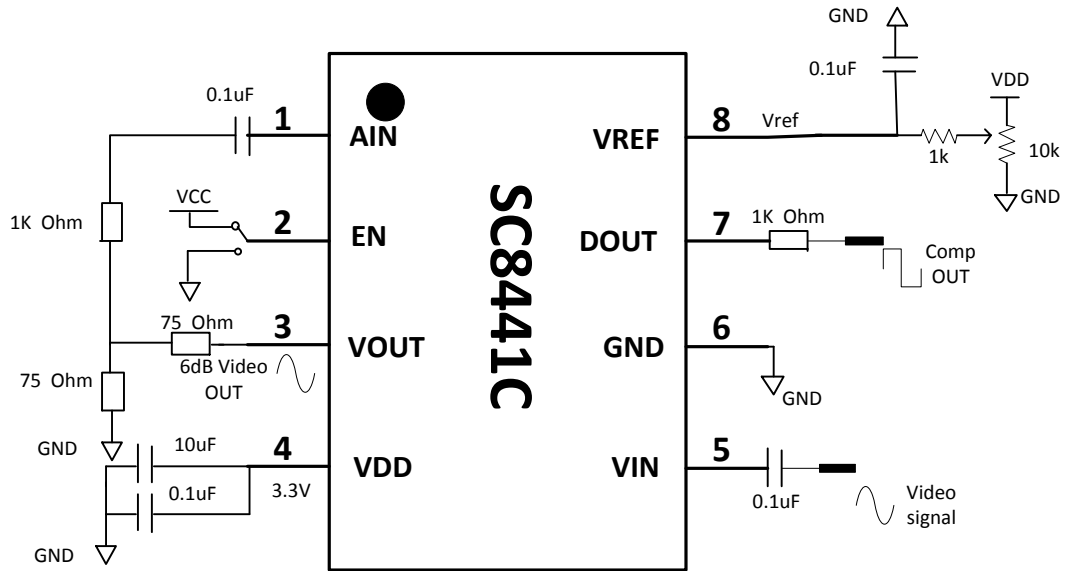 GND
0.1uF
VDD
0.1uF
1
AIN
VREF
8
Vref
1k
10k
GND
1K Ohm
VCC
2
EN
DOUT
7
1K Ohm
Comp
OUT
SC8441C
75 Ohm
3
VOUT
6dB Video
OUT
GND
6
GND
75 Ohm
GND
10uF
4
VDD
3.3V
0.1uF
GND
VIN
5
0.1uF
Video
signal